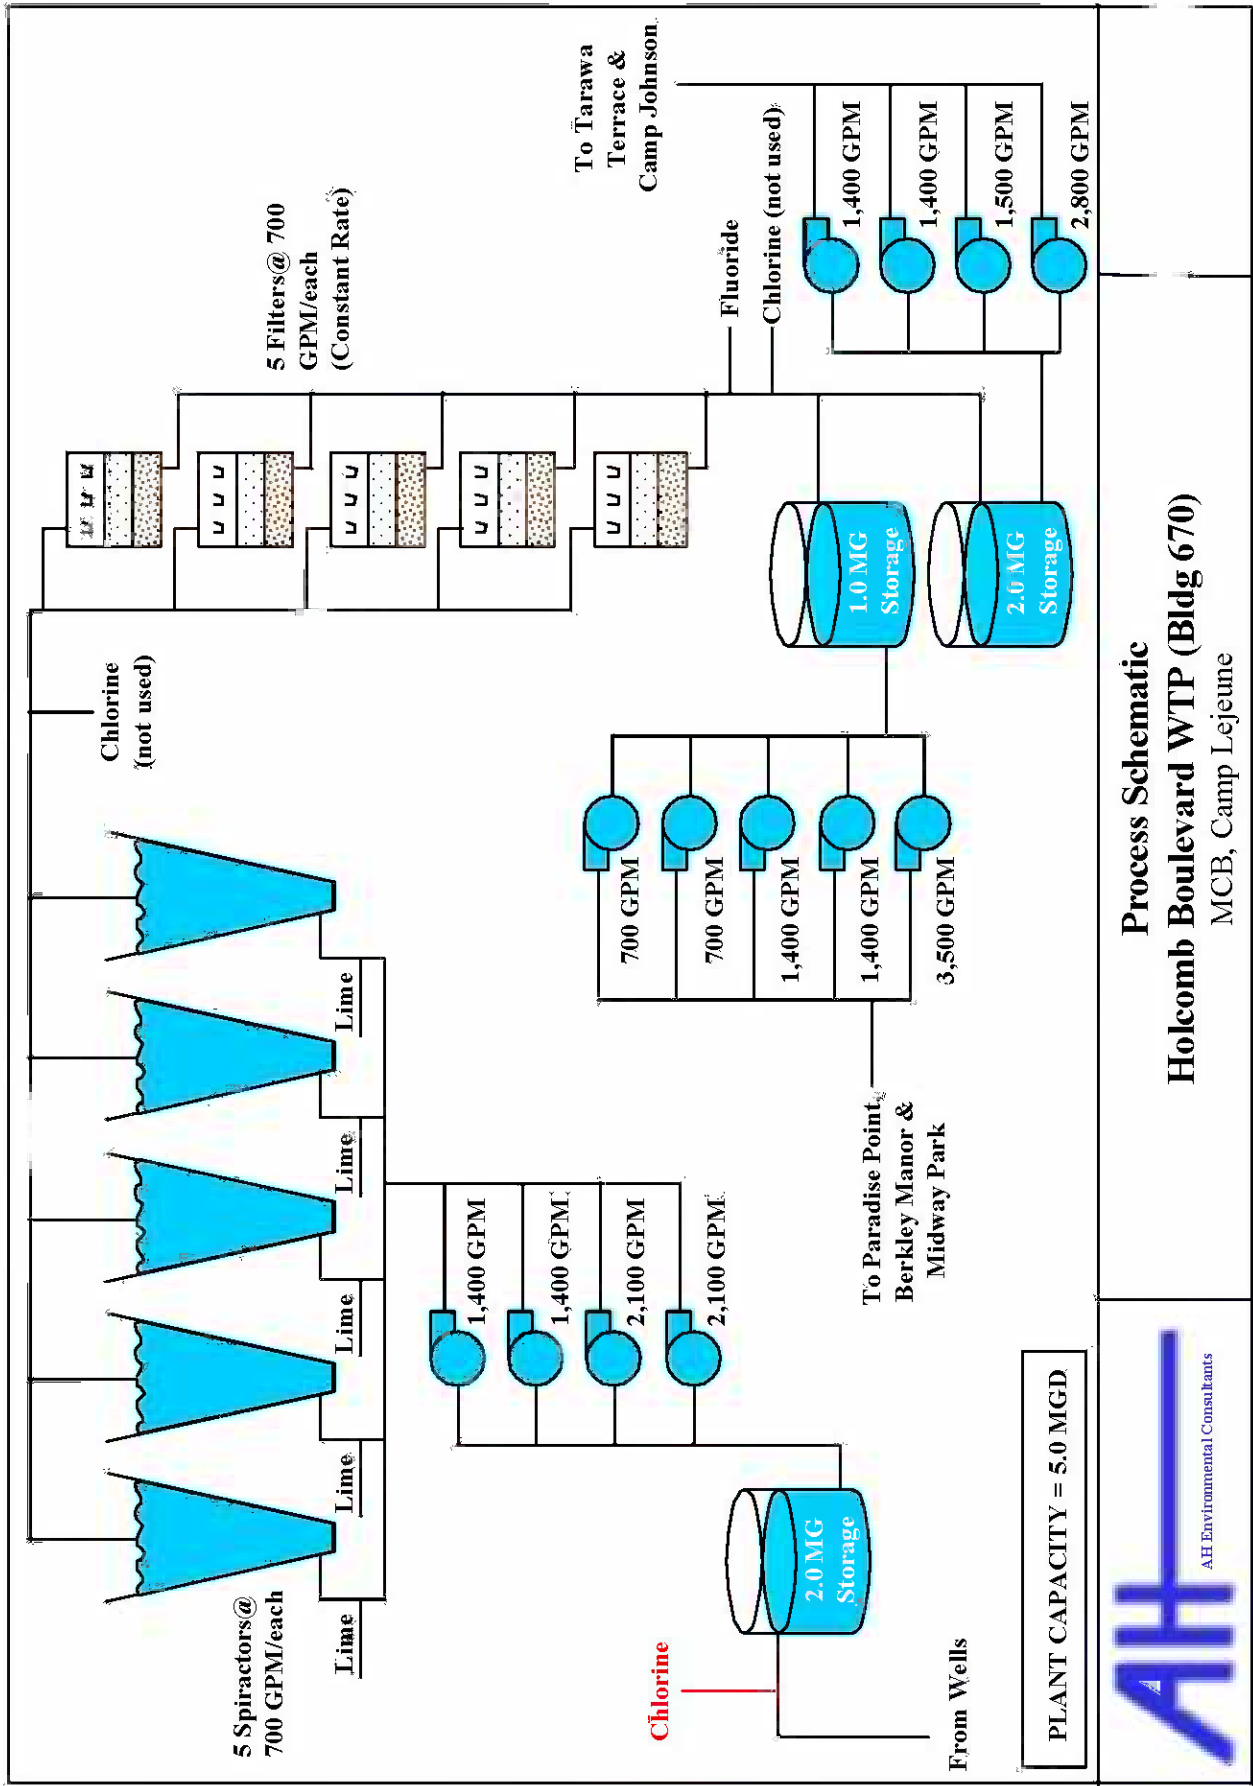 5 Spiractors@
700 GPM/each
Lime
Lime
Lime
Lime
Lime
Chlorine
(not used)
5 Filters@ 700
GPM/each
(Constant Rate)
Chlorine
From Wells
2.0 MG
Storage
1,400 GPM
1,400 GPM
2,100 GPM
2,100 GPM
To Paradise Point,
Berkley Manor &
Midway Park
700 GPM
700 GPM
1,400 GPM
1,400 GPM
3,500 GPM
1.0 MG
Storage
2.0 MG
Storage
Fluoride
Chlorine (not used)
To Tarawa
Terrace &
Camp Johnson
1,400 GPM
1,400 GPM
1,500 GPM
2,800 GPM
PLANT CAPACITY = 5.0 MGD
AH
AH Environmental Consultants
Process Schematic
Holcomb Boulevard WTP (Bldg 670)
MCB, Camp Lejeune